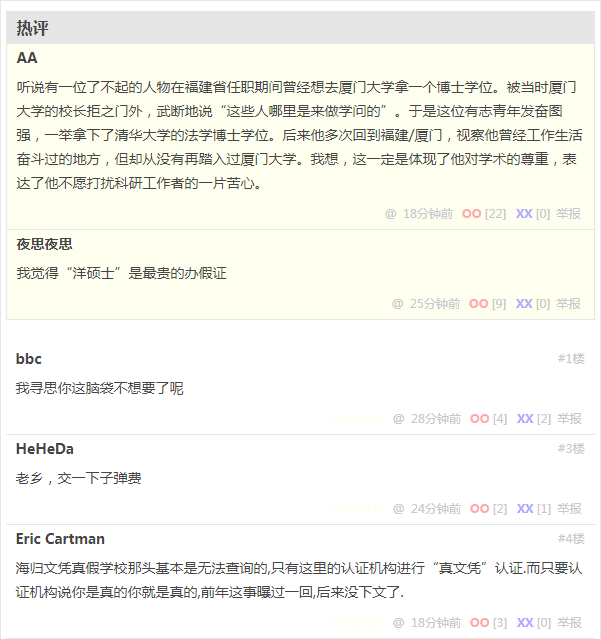 热评
AA
听说有一位了不起的人物在福建省任职期间曾经想去厦门大学拿一个博士学位。被当时厦门
大学的校长拒之门外，武断地说“这些人哪里是来做学问的”。于是这位有志青年发奋图
强，一举拿下了清华大学的法学博士学位。后来他多次回到福建/厦门，视察他曾经工作生活
奋斗过的地方，但却从没有再踏入过厦门大学。我想，这一定是体现了他对学术的尊重，表
达了他不愿打扰科研工作者的一片苦心。
@ 18分钟前 OO [22] XX [0] 举报
夜思夜思
我觉得“洋硕士”是最贵的办假证
@ 25分钟前 OO [9] XX [0] 举报
bbc #1楼
我寻思你这脑袋不想要了呢
@ 28分钟前 OO [4] XX [2] 举报
HeHeDa #3楼
老乡，交一下子弹费
@ 24分钟前 OO [2] XX [1] 举报
Eric Cartman #4楼
海归文凭真假学校那头基本是无法查询的,只有这里的认证机构进行“真文凭”认证.而只要认
证机构说你是真的你就是真的,前年这事曝过一回,后来没下文了.
@ 18分钟前 OO [3] XX [0] 举报